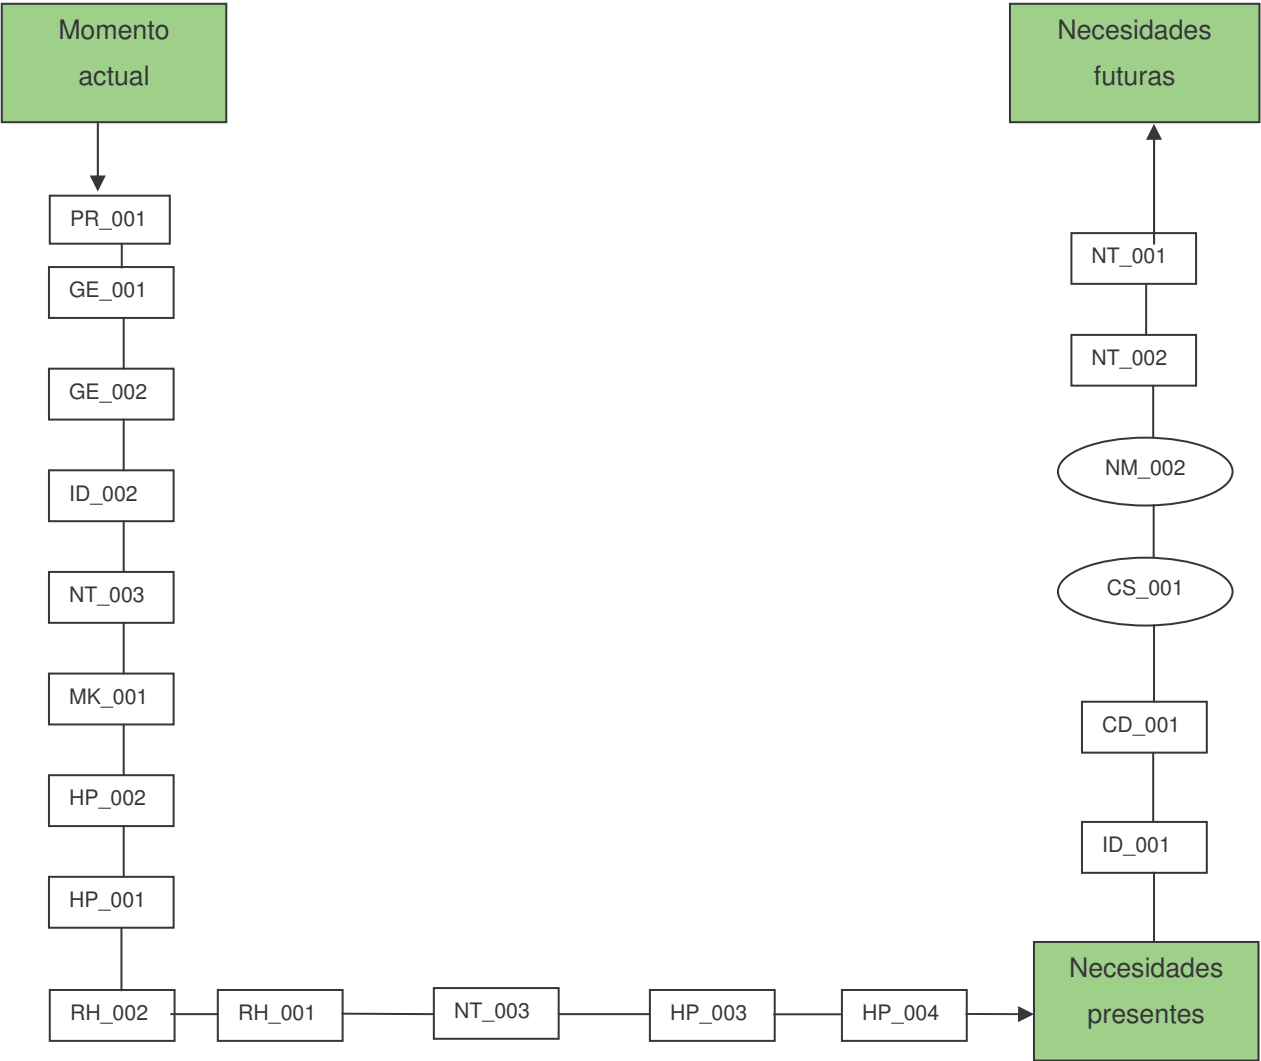 Momento
actual
PR_001
GE_001
GE_002
ID_002
NT_003
MK_001
HP_002
HP_001
RH_002
RH_001
NT_003
HP_003
HP_004
Necesidades
presentes
ID_001
CD_001
CS_001
NM_002
NT_002
NT_001
Necesidades
futuras